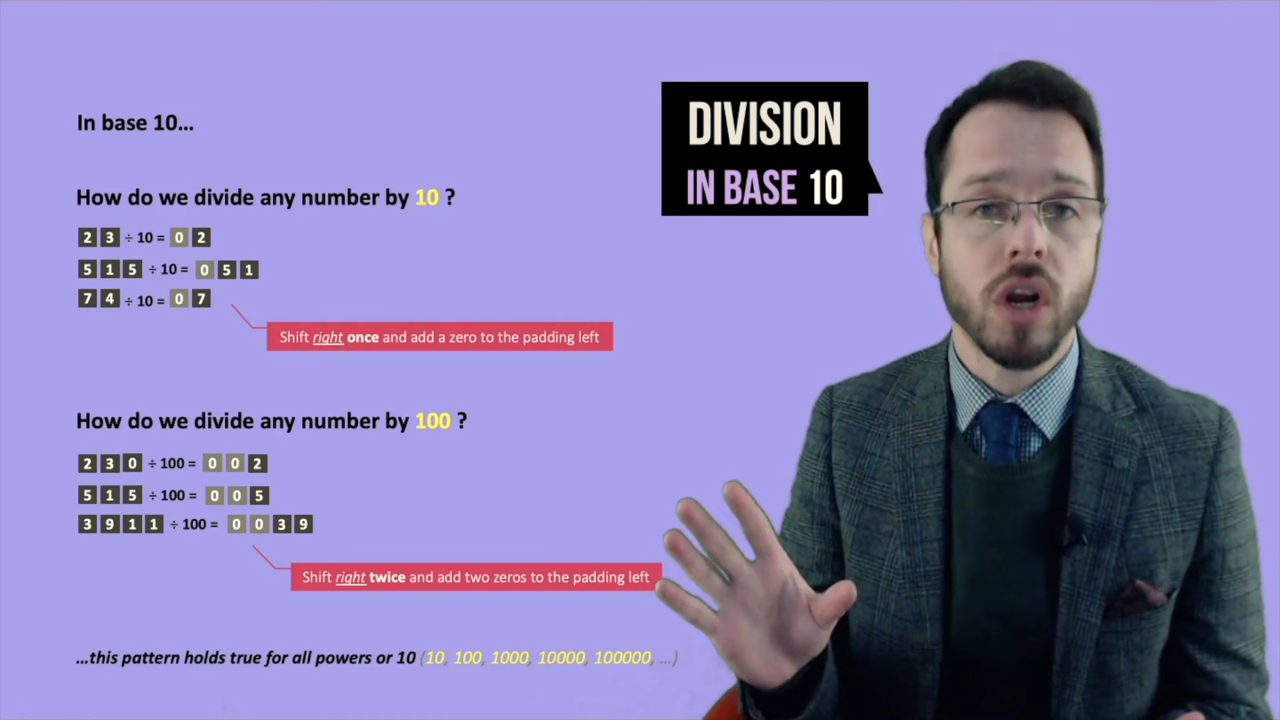 In base 10...
DIVISION
IN BASE 10
How do we divide any number by 10 ?
2 3 ÷ 10 = 0 2
5 1 5 ÷ 10 = 0 5 1
7 4 ÷ 10 = 0 7
Shift right once and add a zero to the padding left
How do we divide any number by 100 ?
2 3 0 ÷ 100 = 0 0 2
5 1 5 ÷ 100 = 0 0 5
3 9 1 1 ÷ 100 = 0 0 3 9
Shift right twice and add two zeros to the padding left
...this pattern holds true for all powers or 10 (10, 100, 1000, 10000, 100000, ...)